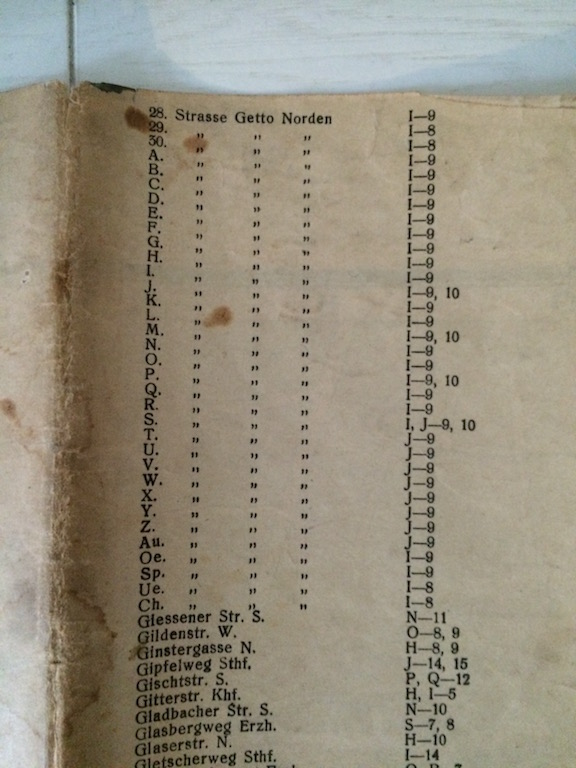 28. Strasse Getto Norden I—9
29. „ „ „ I—8
30. „ „ „ I—8
A. „ „ „ I—9
B. „ „ „ I—9
C. „ „ „ I—9
D. „ „ „ I—9
E. „ „ „ I—9
F. „ „ „ I—9
G. „ „ „ I—9
H. „ „ „ I—9
I. „ „ „ I—9
J. „ „ „ I—9, 10
K. „ „ „ I—9
L. „ „ „ I—9
M. „ „ „ I—9, 10
N. „ „ „ I—9
O. „ „ „ I—9
P. „ „ „ I—9, 10
Q. „ „ „ I—9
R. „ „ „ I—9
S. „ „ „ I, J—9, 10
T. „ „ „ J—9
U. „ „ „ J—9
V. „ „ „ J—9
W. „ „ „ J—9
X. „ „ „ J—9
Y. „ „ „ J—9
Z. „ „ „ J—9
Au. „ „ „ J—9
Oe. „ „ „ I—9
Sp. „ „ „ I—9
Ue. „ „ „ I—8
Ch. „ „ „ I—8
Giessener Str. S. N—11
Gildenstr. W. O—8, 9
Ginstergasse N. H—8, 9
Gipfelweg Sthf. J—14, 15
Gischtstr. S. P, Q—12
Gitterstr. Khf. H, I—5
Gladbacher Str. S. N—10
Glasbergweg Erzh. S—7, 8
Glaserstr. N. H—10
Gletscherweg Sthf. I—14